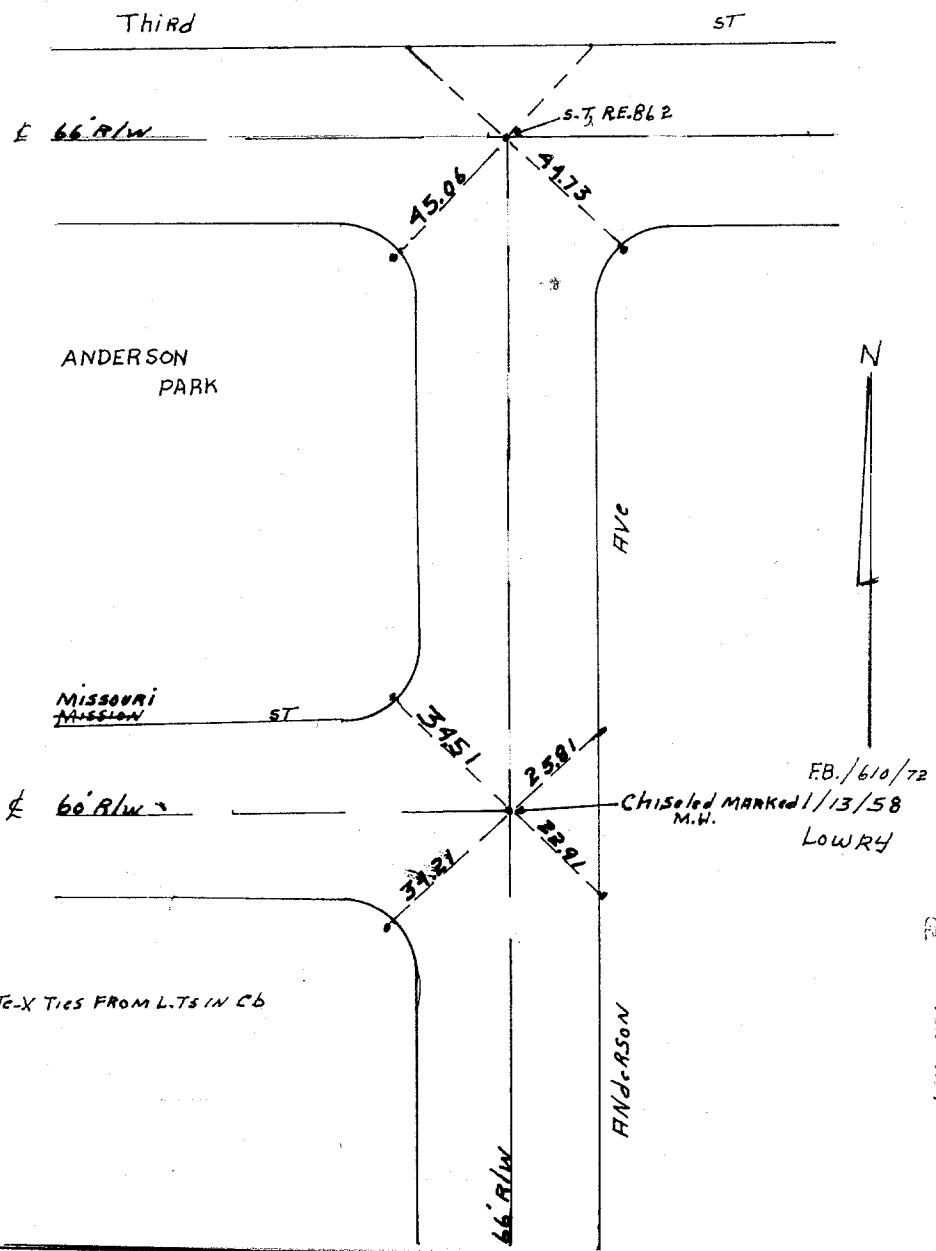 Third ST
S.T, RE.862
℄ 66' R/W
45.06
44.73
ANDERSON
PARK
N
AVE
MISSOURI
MISSION ST
34.51
25.81
F.B./610/72
℄ 60' R/W
Chiseled MARKED 1/13/58
M.H.
LOWRY
34.21
22.91
Tc-X Ties FROM L.Ts IN Cb
ANDERSON
66' R/W